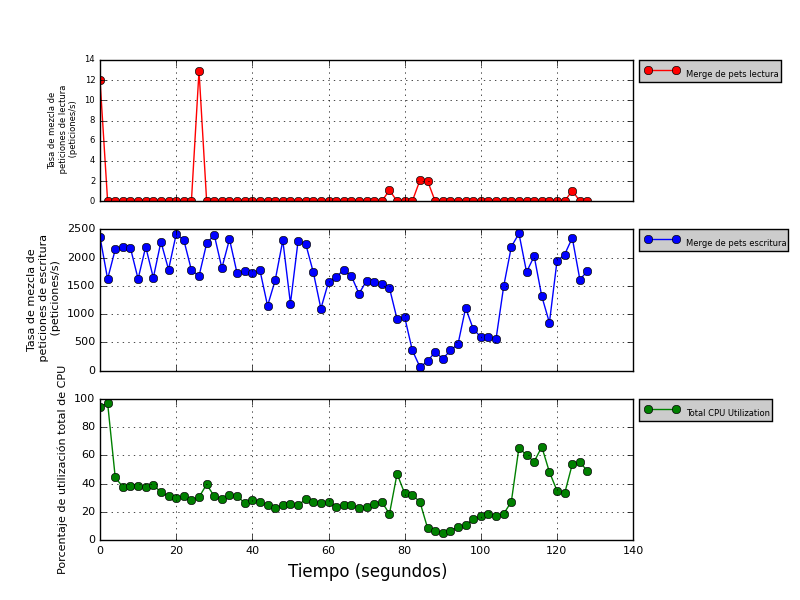 Tasa de mezcla de
peticiones de lectura
(peticiones/s)
14
12
10
8
6
4
2
0
Merge de pets lectura
Tasa de mezcla de
peticiones de escritura
(peticiones/s)
2500
2000
1500
1000
500
0
Merge de pets escritura
Porcentaje de utilización total de CPU
100
80
60
40
20
0
Total CPU Utilization
0 20 40 60 80 100 120 140
Tiempo (segundos)